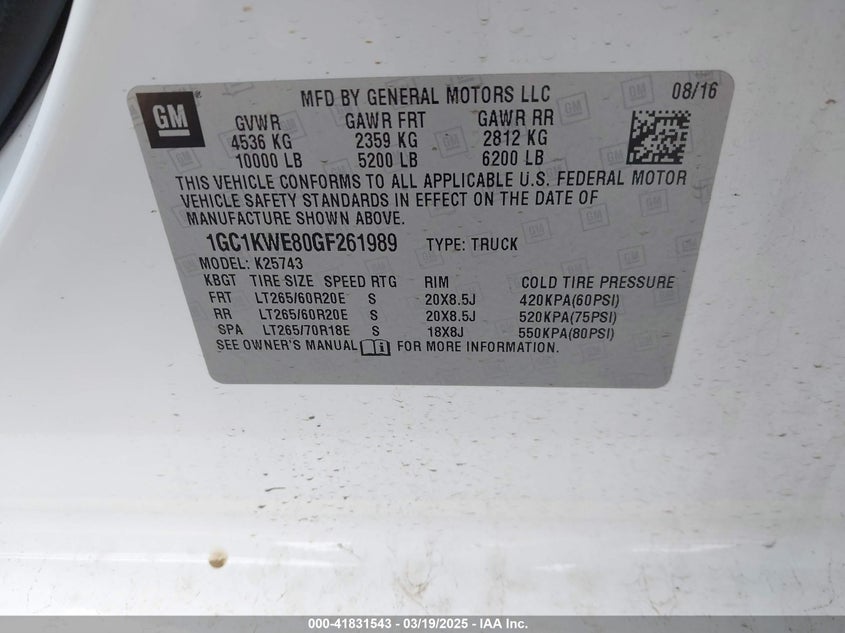 GM
MFD BY GENERAL MOTORS LLC 08/16
GVWR GAWR FRT GAWR RR
4536 KG 2359 KG 2812 KG
10000 LB 5200 LB 6200 LB
THIS VEHICLE CONFORMS TO ALL APPLICABLE U.S. FEDERAL MOTOR
VEHICLE SAFETY STANDARDS IN EFFECT ON THE DATE OF
MANUFACTURE SHOWN ABOVE.
1GC1KWE80GF261989 TYPE: TRUCK
MODEL: K25743
KBGT TIRE SIZE SPEED RTG RIM COLD TIRE PRESSURE
FRT LT265/60R20E S 20X8.5J 420KPA(60PSI)
RR LT265/60R20E S 20X8.5J 520KPA(75PSI)
SPA LT265/70R18E S 18X8J 550KPA(80PSI)
SEE OWNER'S MANUAL FOR MORE INFORMATION.
000-41831543 - 03/19/2025 - IAA Inc.